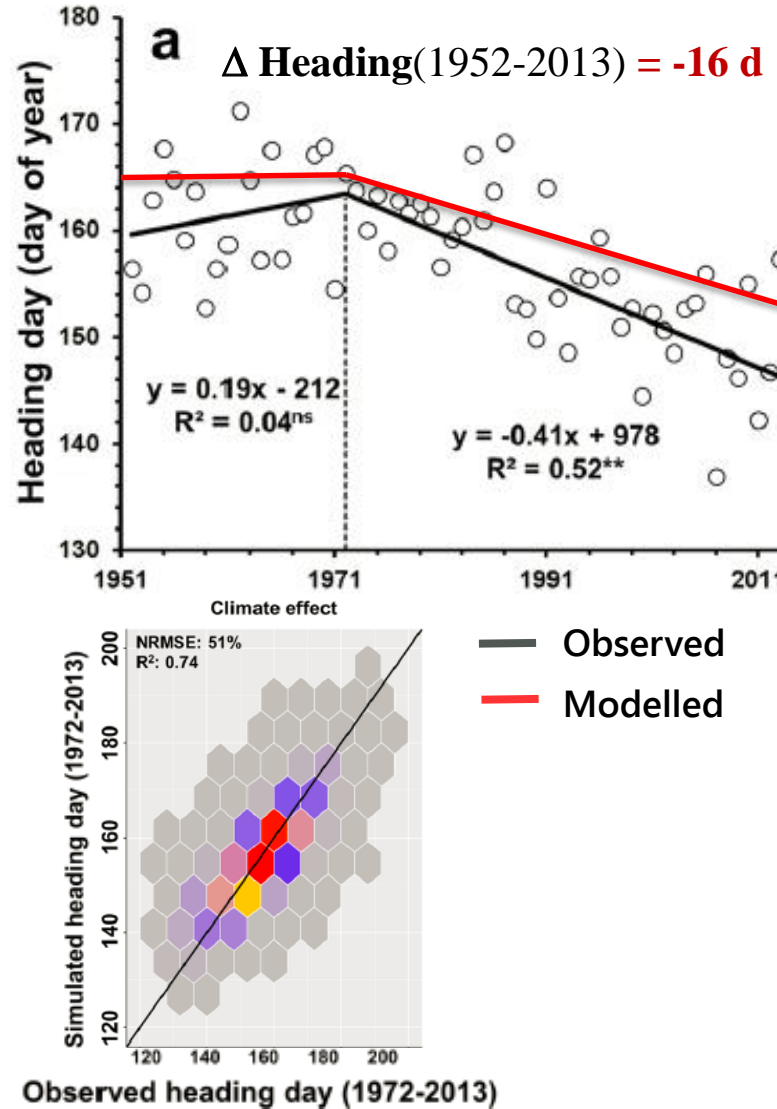 a
Δ Heading(1952-2013) = -16 d
Heading day (day of year)
180
170
160
150
140
130
y = 0.19x - 212
R² = 0.04ns
y = -0.41x + 978
R² = 0.52**
1951 1971 1991 2011
Climate effect
NRMSE: 51%
R²: 0.74
Simulated heading day (1972-2013)
200
180
160
140
120
120 140 160 180 200
Observed heading day (1972-2013)
Observed
Modelled